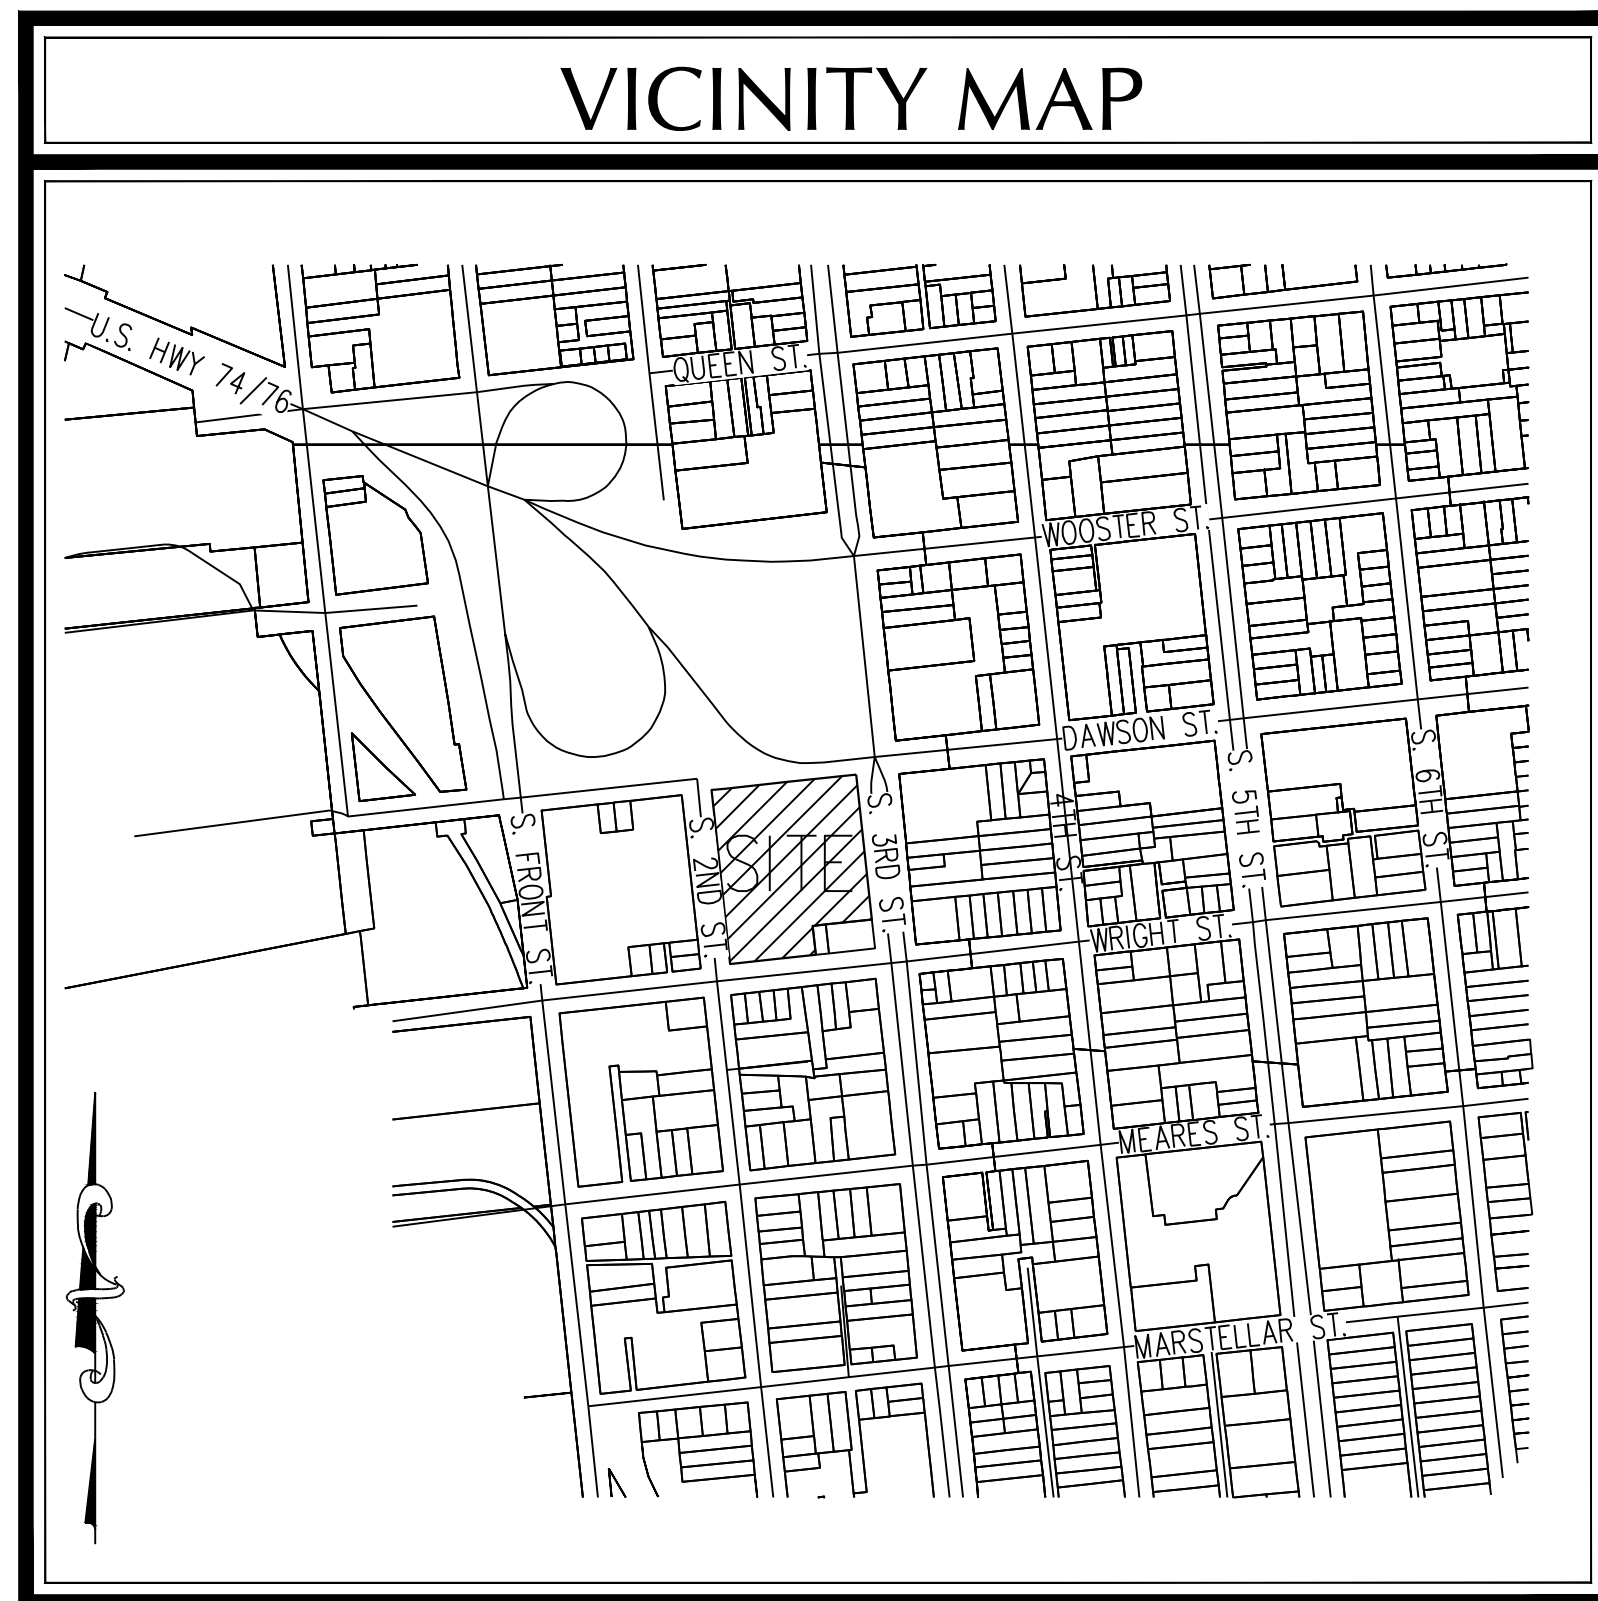 VICINITY MAP
U.S. HWY 74/76
QUEEN ST.
WOOSTER ST.
DAWSON ST.
S. FRONT ST.
S. 2ND ST.
SITE
S. 3RD ST.
4TH S.
S. 5TH ST.
S. 6TH ST.
WRIGHT ST.
MEARES ST.
MARSTELLAR ST.